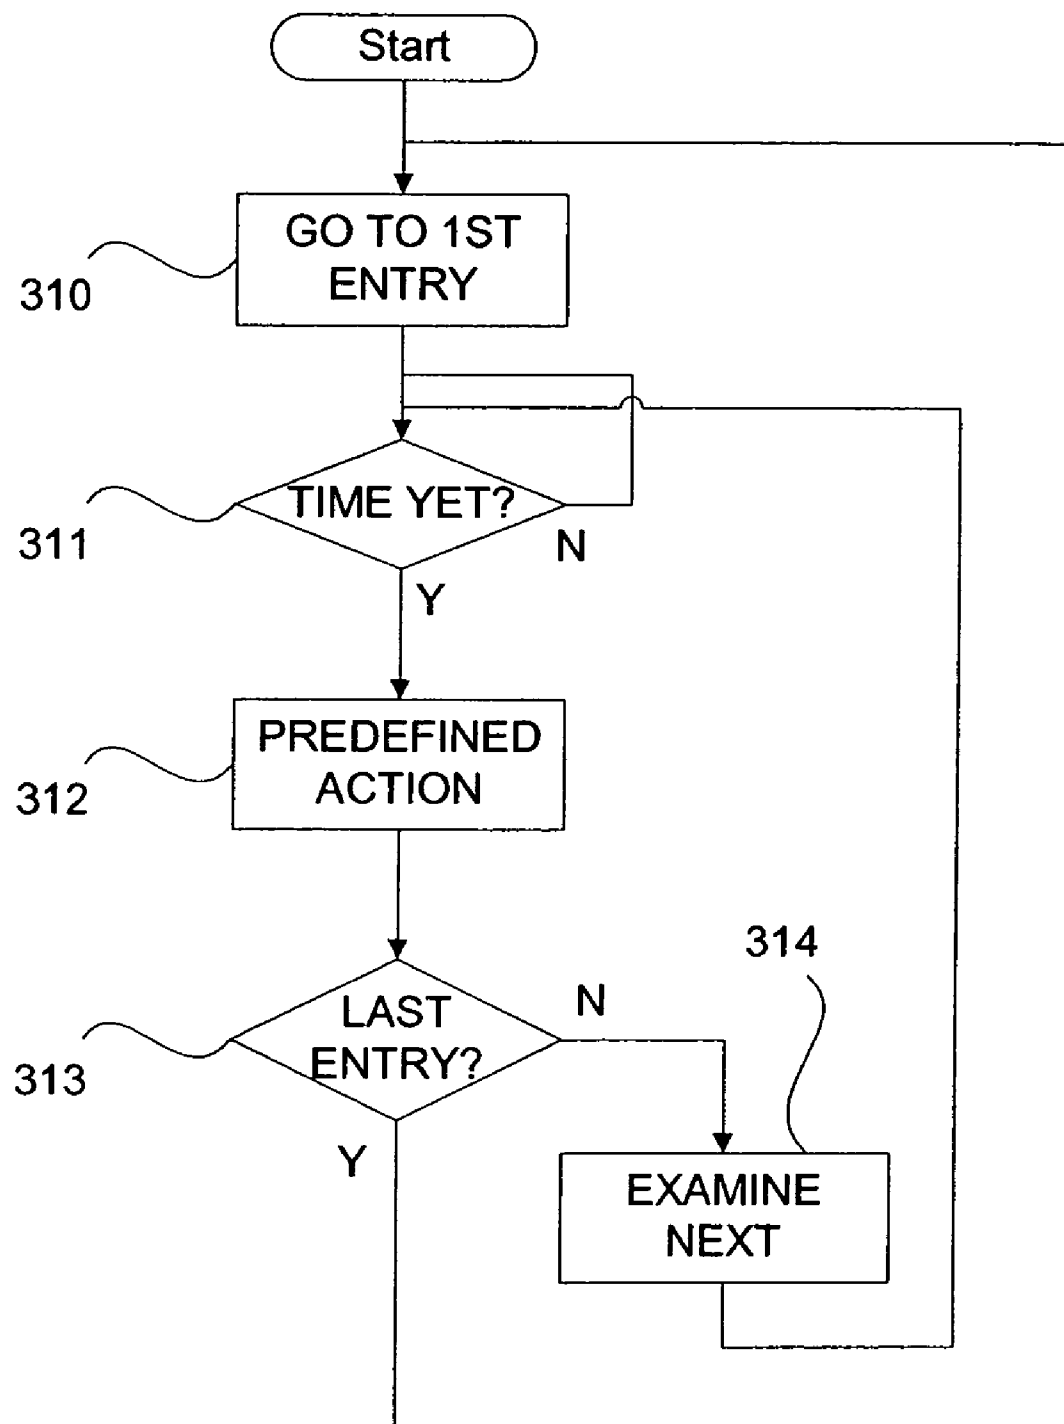 Start
GO TO 1ST
ENTRY
310
TIME YET?
311
N
Y
PREDEFINED
ACTION
312
314
N
LAST
ENTRY?
313
Y
EXAMINE
NEXT